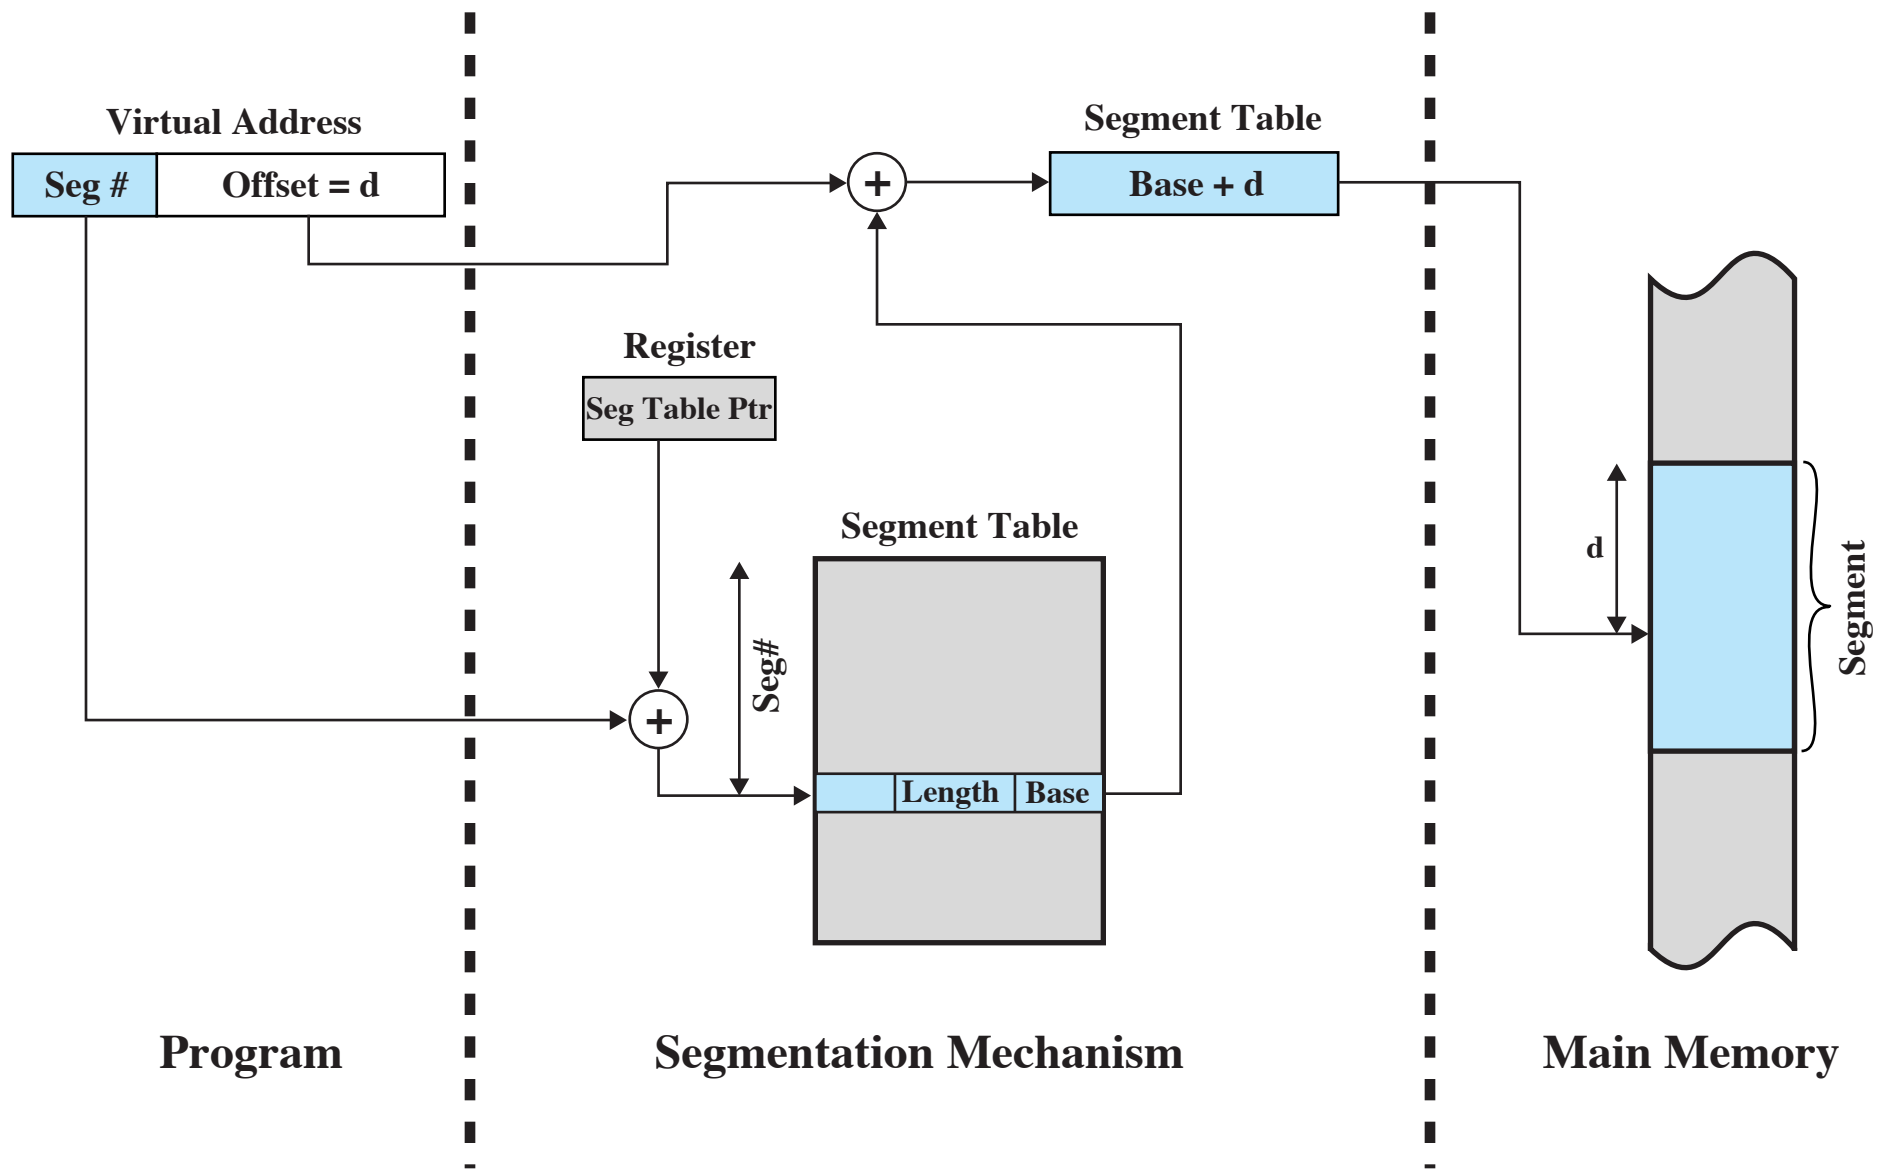 Virtual Address
Seg #
Offset = d
+
Segment Table
Base + d
Register
Seg Table Ptr
Segment Table
Seg#
+
Length
Base
d
Segment
Program
Segmentation Mechanism
Main Memory